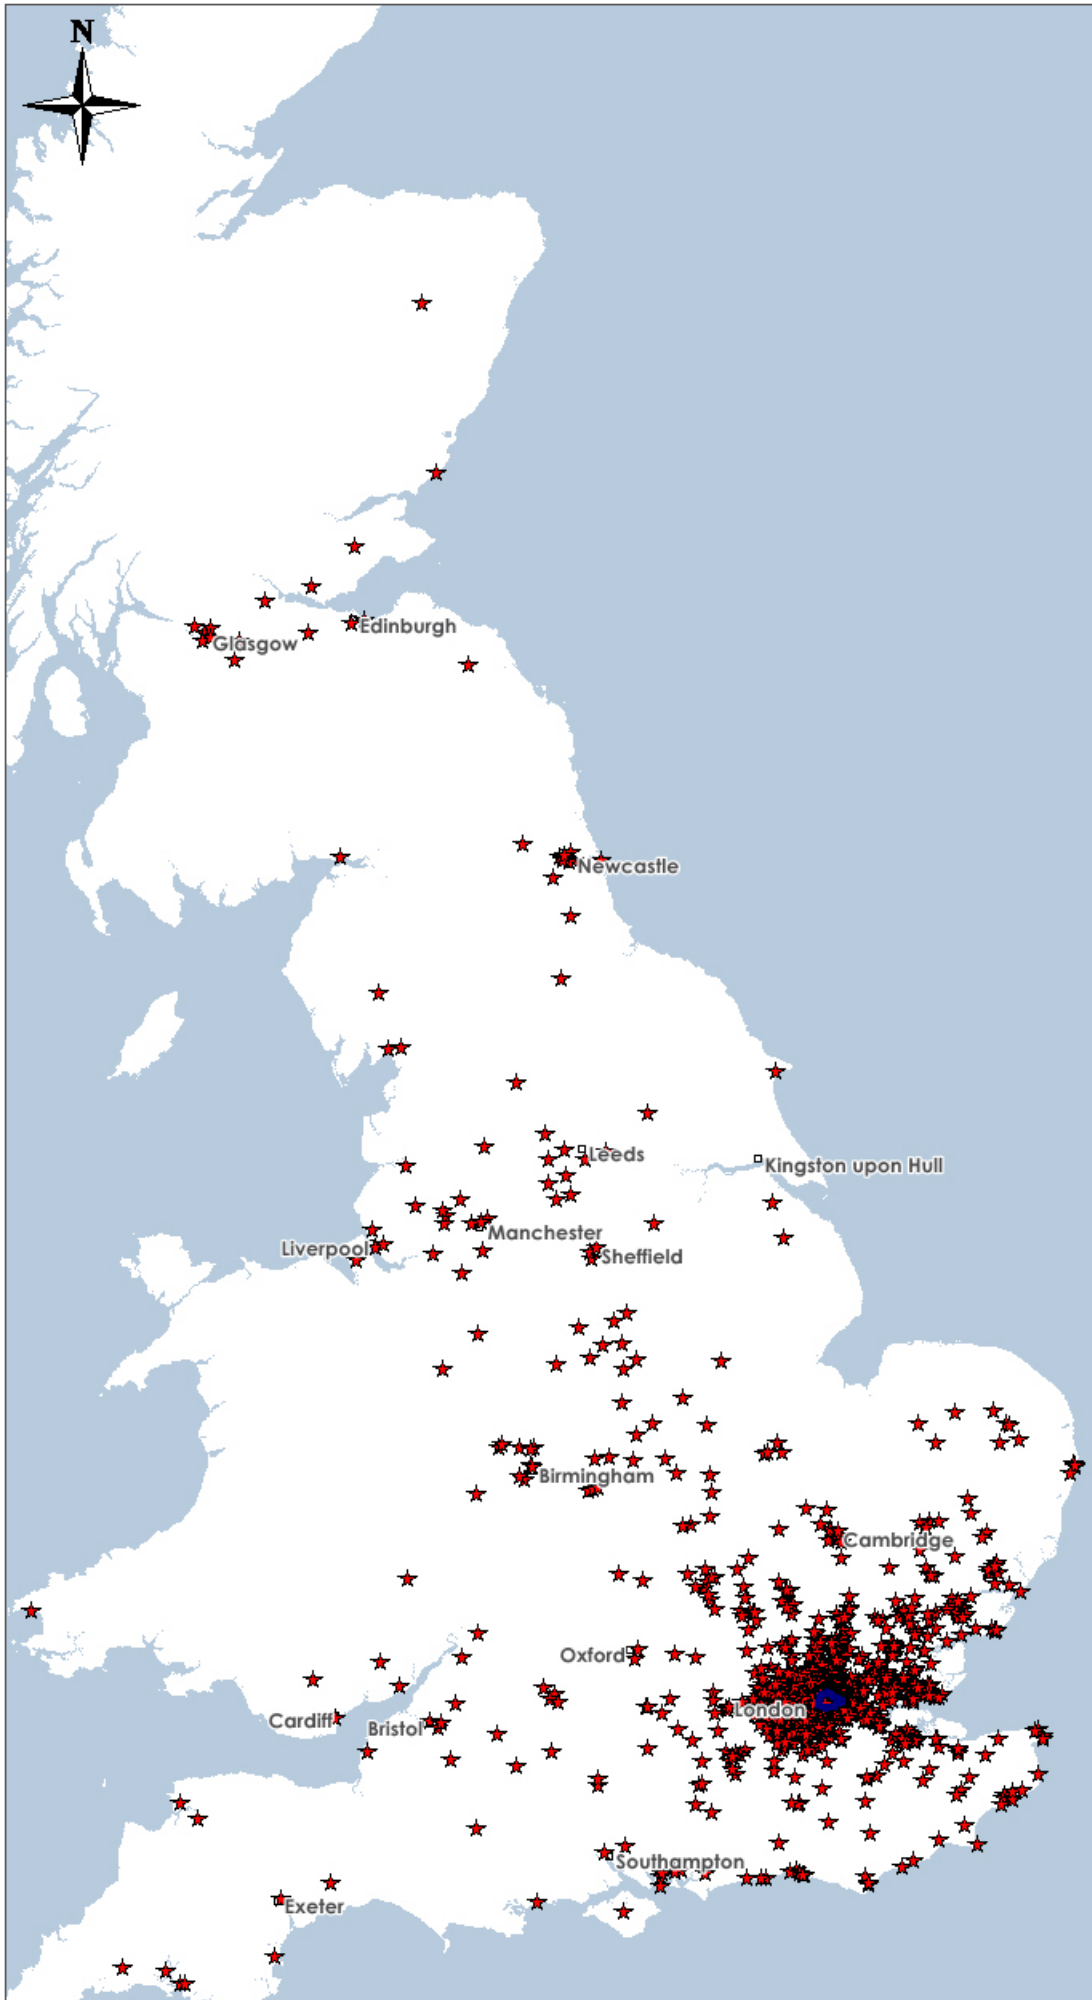 N
Edinburgh
Glasgow
Newcastle
Leeds
Kingston upon Hull
Manchester
Liverpool
Sheffield
Birmingham
Cambridge
Oxford
London
Cardiff
Bristol
Southampton
Exeter